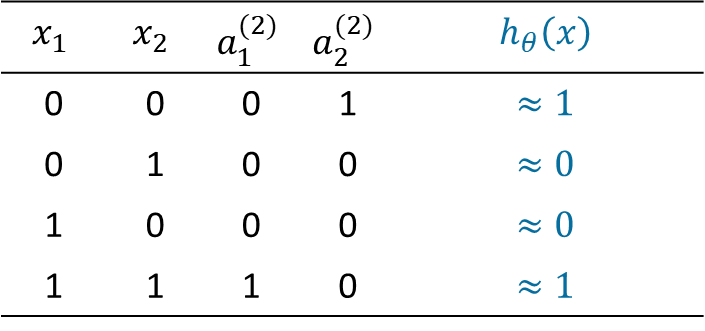 x₁ x₂ a₁⁽²⁾ a₂⁽²⁾ hθ(x)
0 0 0 1 ≈ 1
0 1 0 0 ≈ 0
1 0 0 0 ≈ 0
1 1 1 0 ≈ 1